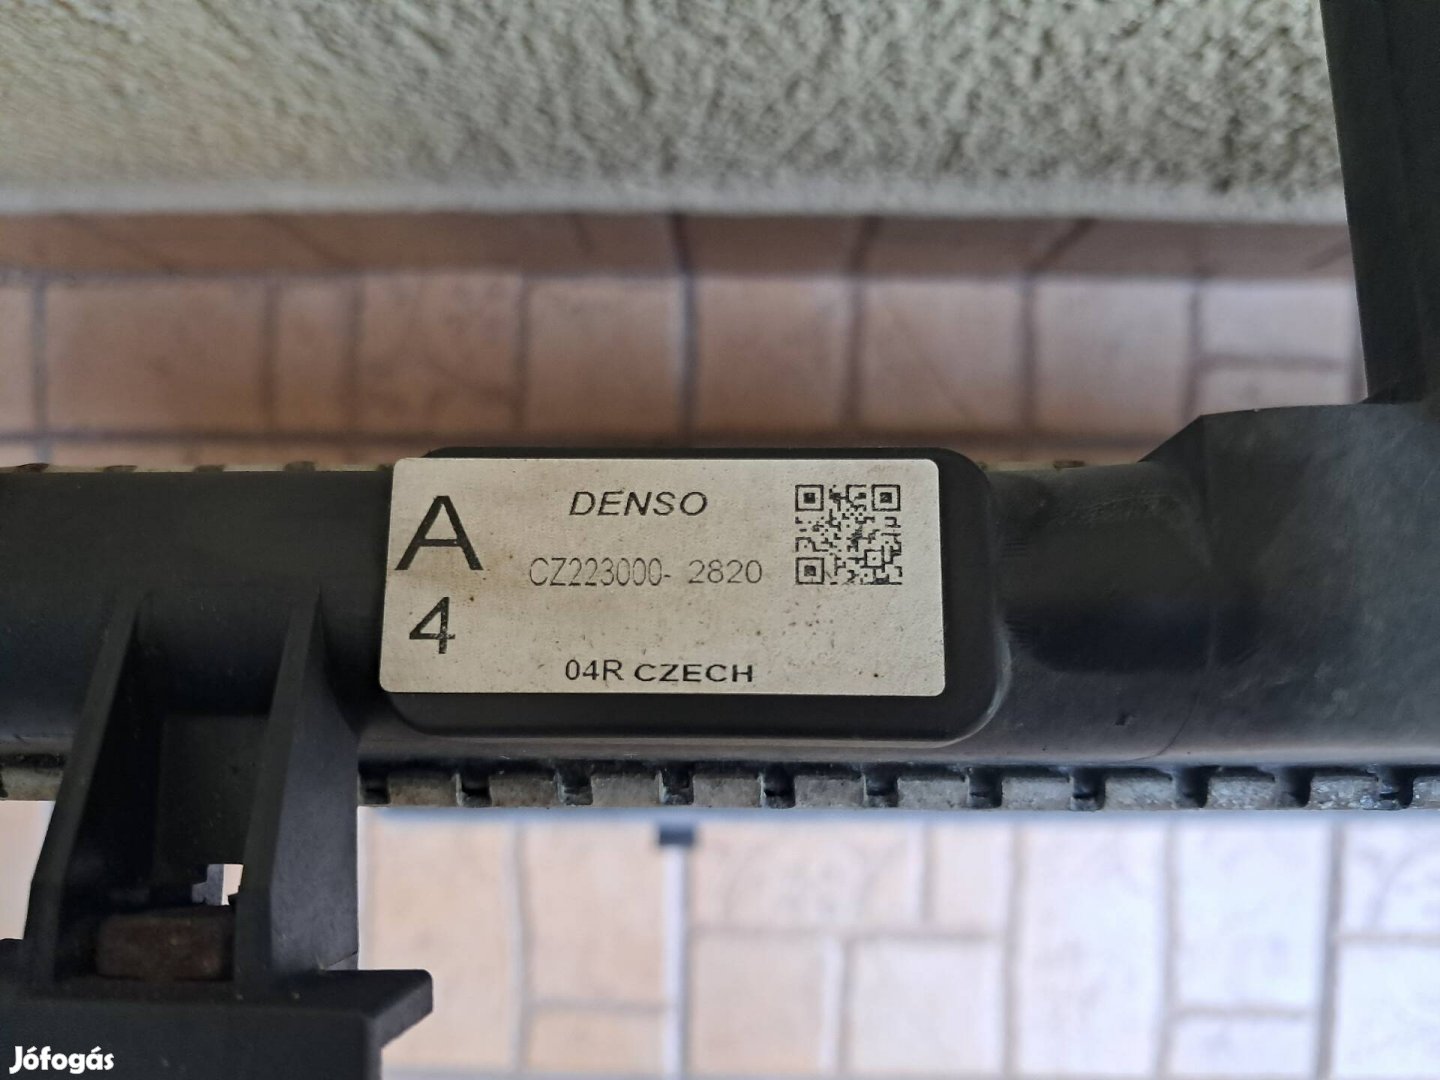 A
4
DENSO
CZ223000- 2820
04R CZECH
Jófogás